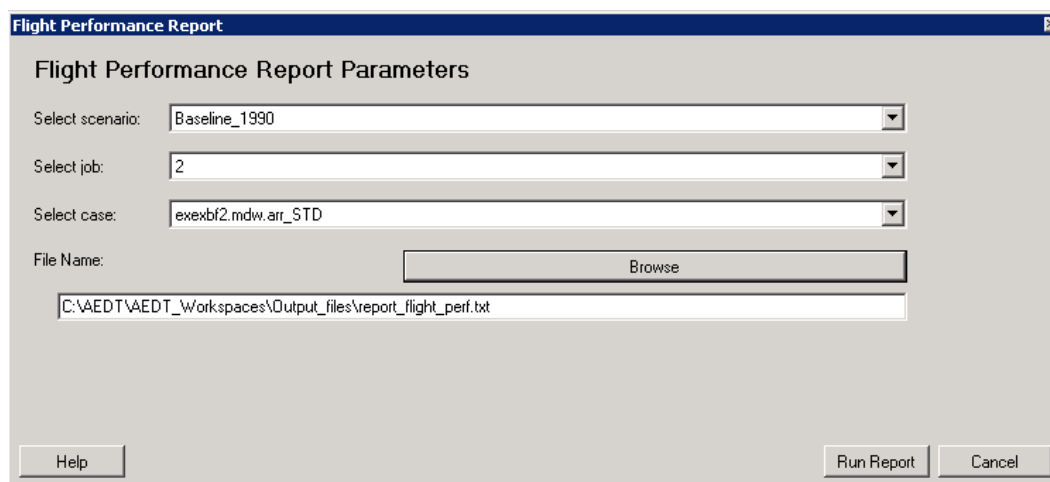 Flight Performance Report
Flight Performance Report Parameters
Select scenario: Baseline_1990
Select job: 2
Select case: exexbf2.mdw.arr_STD
File Name: Browse
C:\AEDT\AEDT_Workspaces\Output_files\report_flight_perf.txt
Help Run Report Cancel